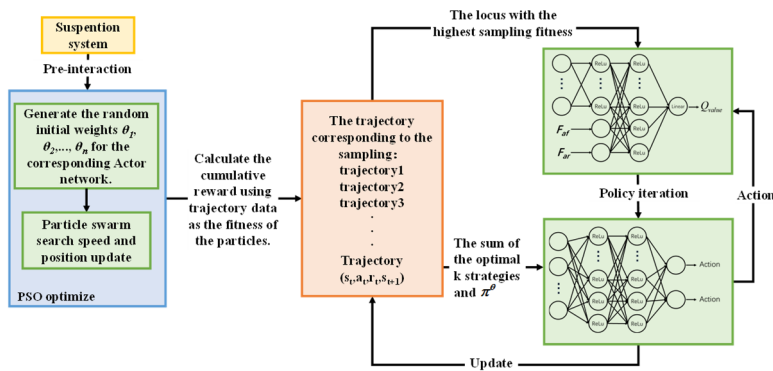 Suspention
system
Pre-interaction
Generate the random
initial weights θ1,
θ2,..., θn for the
corresponding Actor
network.
Particle swarm
search speed and
position update
PSO optimize
Calculate the
cumulative
reward using
trajectory data
as the fitness of
the particles.
The trajectory
corresponding to the
sampling：
trajectory1
trajectory2
trajectory3
.
.
.
Trajectory
(st,at,rt,st+1)
The locus with the
highest sampling fitness
ReLu
ReLu
ReLu
ReLu
ReLu
ReLu
Linear
Qvalue
Faf
Far
Policy iteration
Action
The sum of
the optimal
k strategies
and πθ
ReLu
ReLu
ReLu
ReLu
ReLu
ReLu
ReLu
ReLu
Action
Action
Update